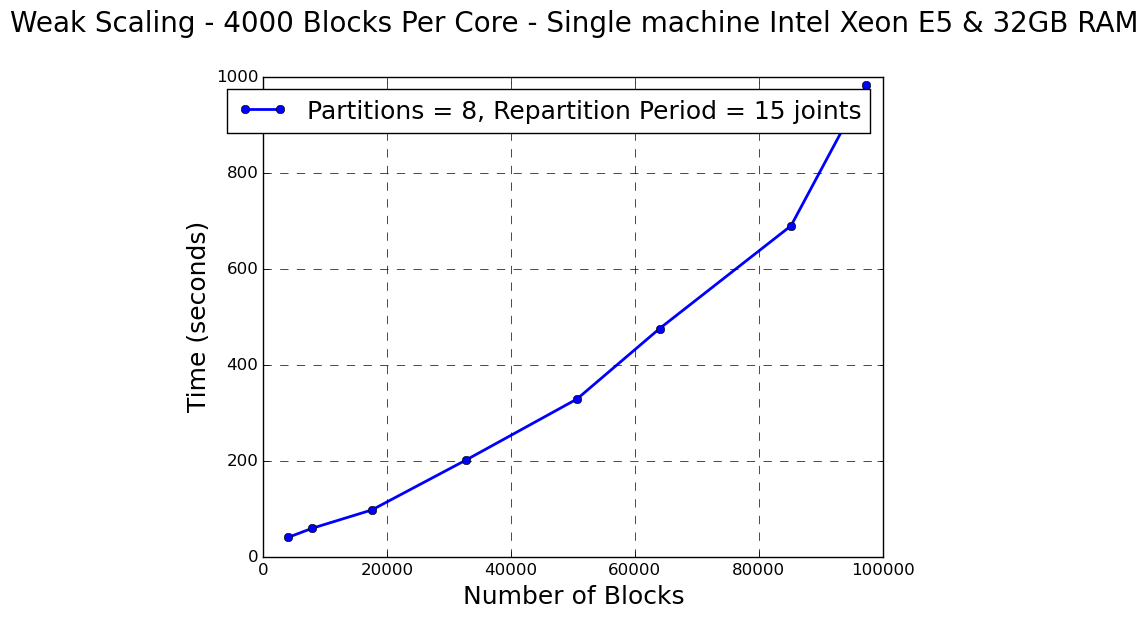 Weak Scaling - 4000 Blocks Per Core - Single machine Intel Xeon E5 & 32GB RAM
1000
Partitions = 8, Repartition Period = 15 joints
800
600
400
200
0
Time (seconds)
0 20000 40000 60000 80000 100000
Number of Blocks